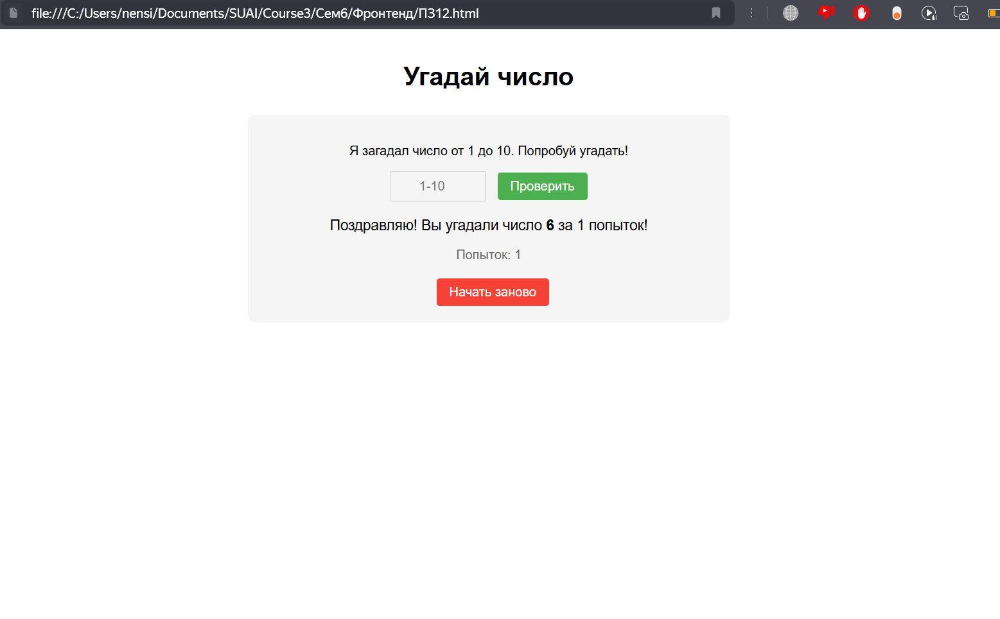 file:///C:/Users/nensi/Documents/SUAI/Course3/Сем6/Фронтенд/ПЗ12.html
Угадай число
Я загадал число от 1 до 10. Попробуй угадать!
1-10 Проверить
Поздравляю! Вы угадали число 6 за 1 попыток!
Попыток: 1
Начать заново